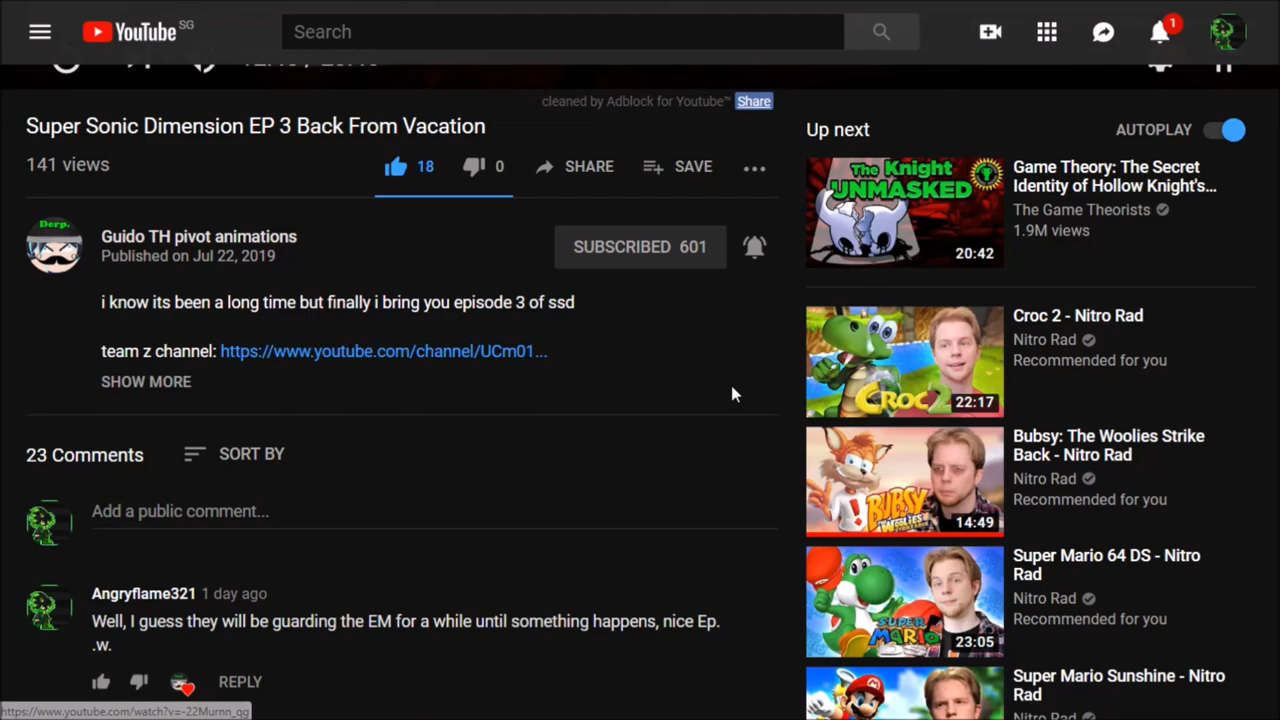 YouTube SG
Search
1
cleaned by Adblock for Youtube™ Share
Super Sonic Dimension EP 3 Back From Vacation
141 views
18
0
SHARE
SAVE
Derp.
Guido TH pivot animations
Published on Jul 22, 2019
SUBSCRIBED 601
i know its been a long time but finally i bring you episode 3 of ssd
team z channel: https://www.youtube.com/channel/UCm01...
SHOW MORE
23 Comments
SORT BY
Add a public comment...
Angryflame321 1 day ago
Well, I guess they will be guarding the EM for a while until something happens, nice Ep.
.w.
REPLY
https://www.youtube.com/watch?v=-22Murnn_qg
Up next
AUTOPLAY
The Knight
UNMASKED
20:42
Game Theory: The Secret
Identity of Hollow Knight's...
The Game Theorists
1.9M views
CROC 2
22:17
Croc 2 - Nitro Rad
Nitro Rad
Recommended for you
BUBSY
14:49
Bubsy: The Woolies Strike
Back - Nitro Rad
Nitro Rad
Recommended for you
SUPER
MARIO
23:05
Super Mario 64 DS - Nitro
Rad
Nitro Rad
Recommended for you
Super Mario Sunshine - Nitro
Rad
Nitro Rad